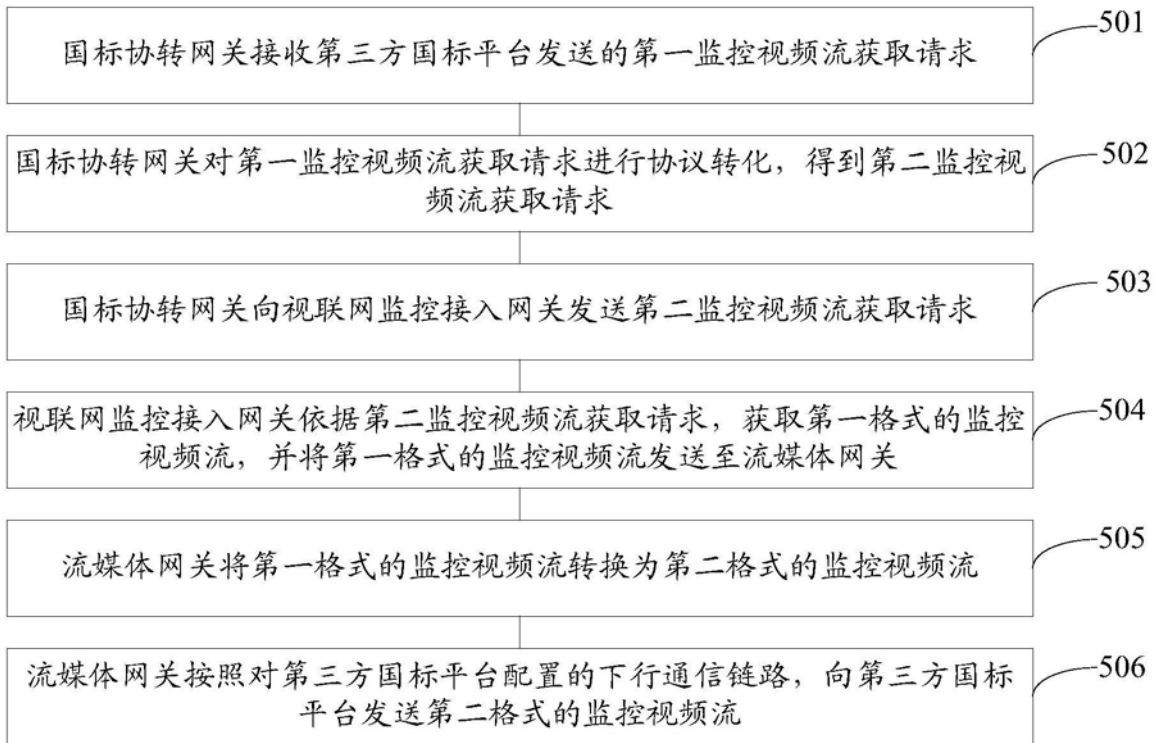 国标协转网关接收第三方国标平台发送的第一监控视频流获取请求
501
国标协转网关对第一监控视频流获取请求进行协议转化，得到第二监控视
频流获取请求
502
国标协转网关向视联网监控接入网关发送第二监控视频流获取请求
503
视联网监控接入网关依据第二监控视频流获取请求，获取第一格式的监控
视频流，并将第一格式的监控视频流发送至流媒体网关
504
流媒体网关将第一格式的监控视频流转换为第二格式的监控视频流
505
流媒体网关按照对第三方国标平台配置的下行通信链路，向第三方国标
平台发送第二格式的监控视频流
506